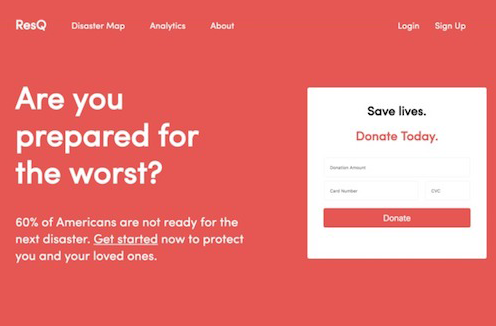 ResQ Disaster Map Analytics About Login Sign Up
Are you
prepared for
the worst?
60% of Americans are not ready for the
next disaster. Get started now to protect
you and your loved ones.
Save lives.
Donate Today.
Donation Amount
Card Number CVC
Donate